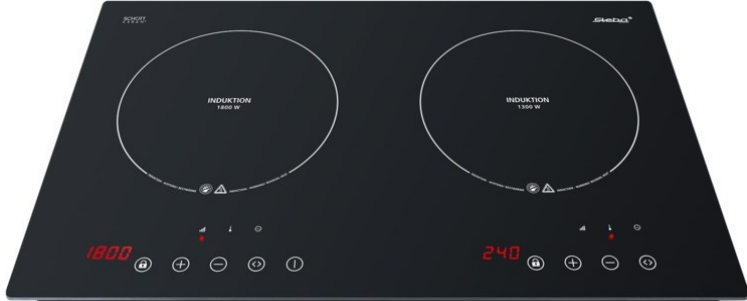 SCHOTT
CERAN
Steba
INDUKTION
1800 W
INDUKTION
1300 W
1800
240